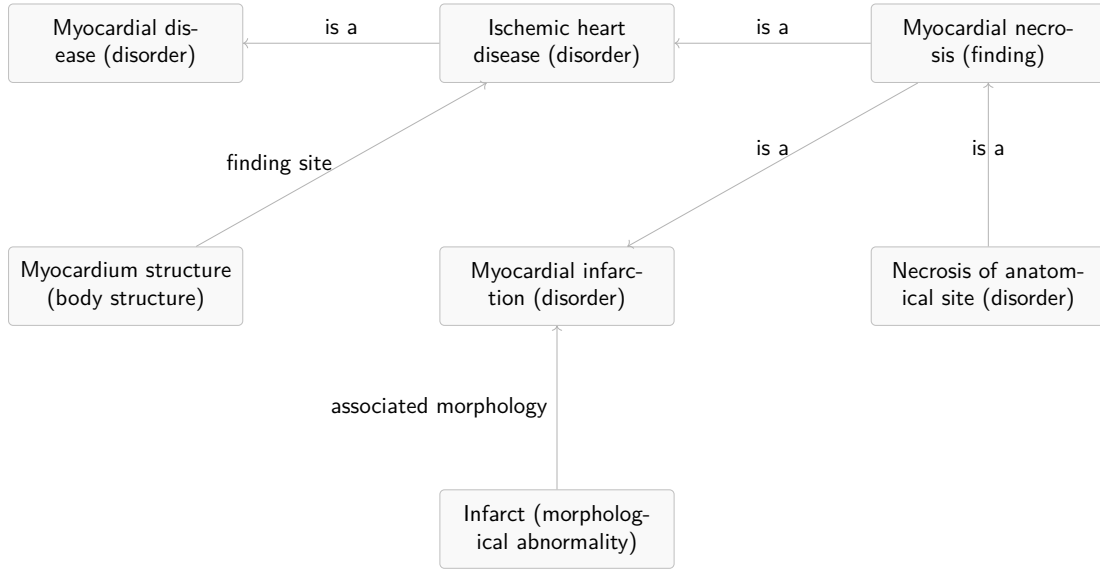 Myocardial dis-
ease (disorder)
is a
Ischemic heart
disease (disorder)
is a
Myocardial necro-
sis (finding)
finding site
is a
is a
Myocardium structure
(body structure)
Myocardial infarc-
tion (disorder)
Necrosis of anatom-
ical site (disorder)
associated morphology
Infarct (morpholog-
ical abnormality)